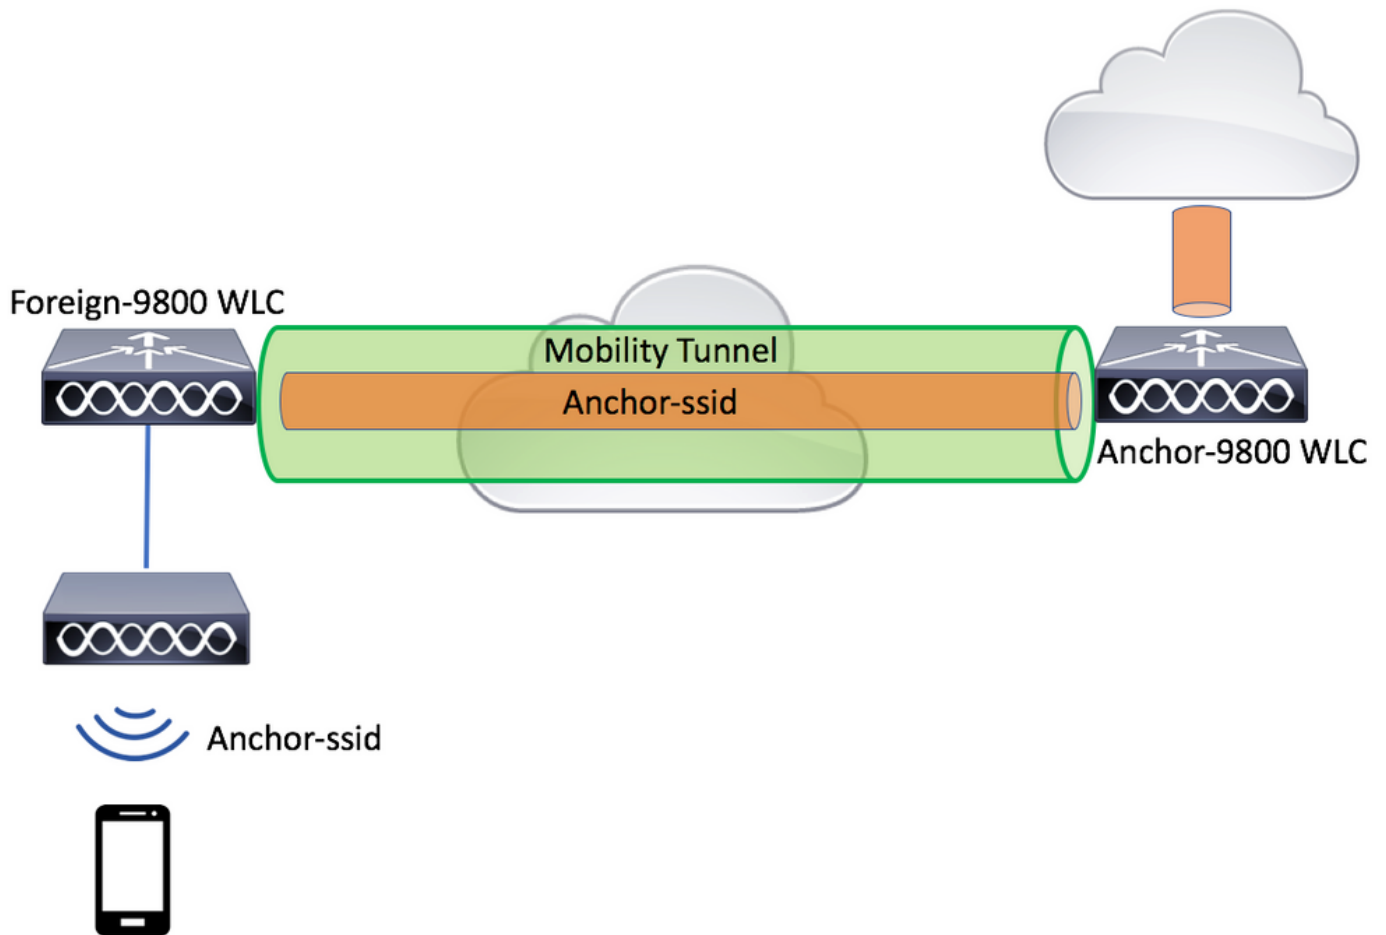 Foreign-9800 WLC
Mobility Tunnel
Anchor-ssid
Anchor-9800 WLC
Anchor-ssid